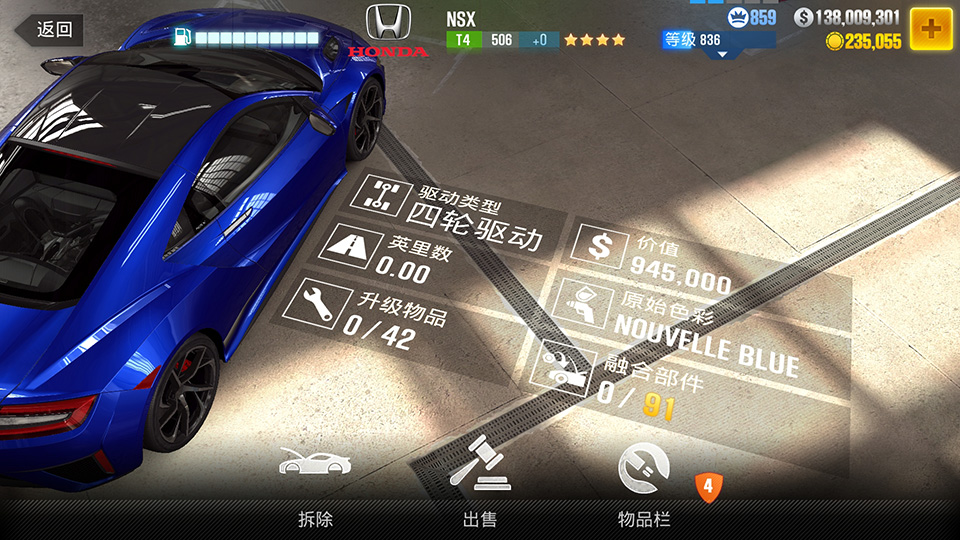 返回
HONDA
NSX
T4 506 +0
等级 836
859
138,009,301
235,055
驱动类型
四轮驱动
英里数
0.00
升级物品
0 / 42
价值
945,000
原始色彩
NOUVELLE BLUE
融合部件
0 / 91
拆除
出售
物品栏
4